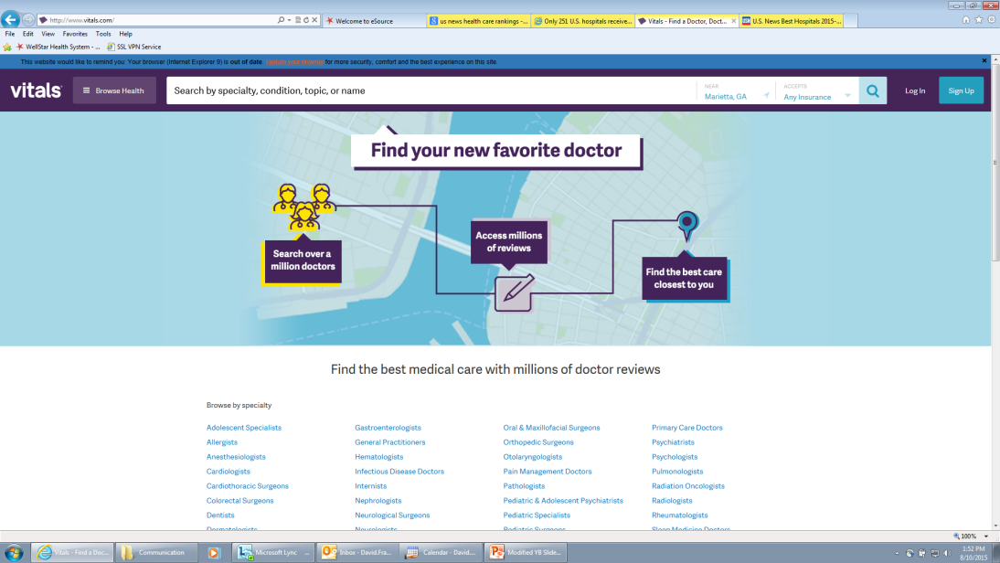 http://www.vitals.com/
Welcome to eSource
us news health care rankings -...
Only 251 U.S. hospitals receive...
Vitals - Find a Doctor, Doct...
U.S. News Best Hospitals 2015-...
File Edit View Favorites Tools Help
WellStar Health System - ... SSL VPN Service
This website would like to remind you: Your browser (Internet Explorer 9) is out of date. Update your browser for more security, comfort and the best experience on this site.
vitals
Browse Health
Search by specialty, condition, topic, or name
NEAR
Marietta, GA
ACCEPTS
Any Insurance
Log In
Sign Up
Find your new favorite doctor
Search over a
million doctors
Access millions
of reviews
Find the best care
closest to you
Find the best medical care with millions of doctor reviews
Browse by specialty
Adolescent Specialists Gastroenterologists Oral & Maxillofacial Surgeons Primary Care Doctors
Allergists General Practitioners Orthopedic Surgeons Psychiatrists
Anesthesiologists Hematologists Otolaryngologists Psychologists
Cardiologists Infectious Disease Doctors Pain Management Doctors Pulmonologists
Cardiothoracic Surgeons Internists Pathologists Radiation Oncologists
Colorectal Surgeons Nephrologists Pediatric & Adolescent Psychiatrists Radiologists
Dentists Neurological Surgeons Pediatric Specialists Rheumatologists
Dermatologists Neurologists Pediatric Surgeons Sleep Medicine Doctors
100%
Vitals - Find a Doc... Communication Microsoft Lync ... Inbox - David.Fra... Calendar - David... Modified YB Slide...
1:52 PM
8/10/2015